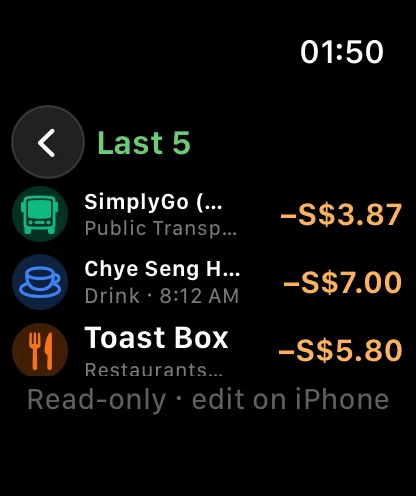 01:50
Last 5
SimplyGo (...
–S$3.87
Public Transp...
Chye Seng H...
–S$7.00
Drink · 8:12 AM
Toast Box
–S$5.80
Restaurants...
Read-only · edit on iPhone